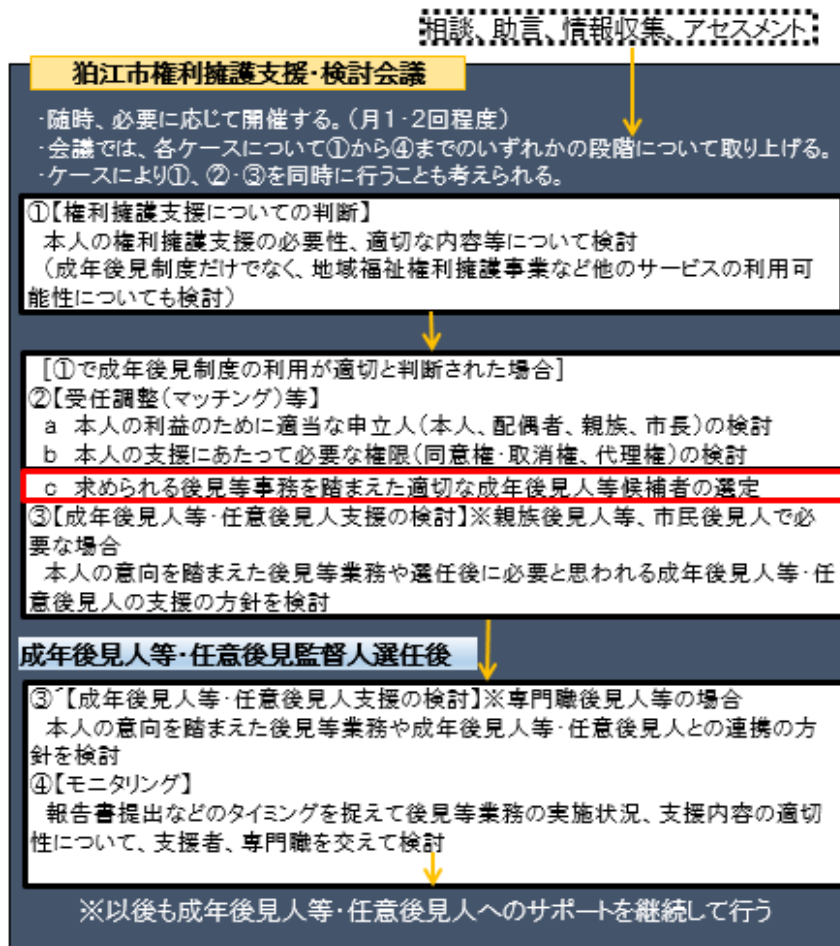 相談、助言、情報収集、アセスメント
狛江市権利擁護支援・検討会議
・随時、必要に応じて開催する。（月1・2回程度）
・会議では、各ケースについて①から④までのいずれかの段階について取り上げる。
・ケースにより①、②・③を同時に行うことも考えられる。
①【権利擁護支援についての判断】
本人の権利擁護支援の必要性、適切な内容等について検討
（成年後見制度だけでなく、地域福祉権利擁護事業など他のサービスの利用可
能性についても検討）
［①で成年後見制度の利用が適切と判断された場合］
②【受任調整（マッチング）等】
a 本人の利益のために適当な申立人（本人、配偶者、親族、市長）の検討
b 本人の支援にあたって必要な権限（同意権・取消権、代理権）の検討
c 求められる後見等事務を踏まえた適切な成年後見人等候補者の選定
③【成年後見人等・任意後見人支援の検討】※親族後見人等、市民後見人で必
要な場合
本人の意向を踏まえた後見等業務や選任後に必要と思われる成年後見人等・任
意後見人の支援の方針を検討
成年後見人等・任意後見監督人選任後
③´【成年後見人等・任意後見人支援の検討】※専門職後見人等の場合
本人の意向を踏まえた後見等業務や成年後見人等・任意後見人との連携の方
針を検討
④【モニタリング】
報告書提出などのタイミングを捉えて後見等業務の実施状況、支援内容の適切
性について、支援者、専門職を交えて検討
※以後も成年後見人等・任意後見人へのサポートを継続して行う